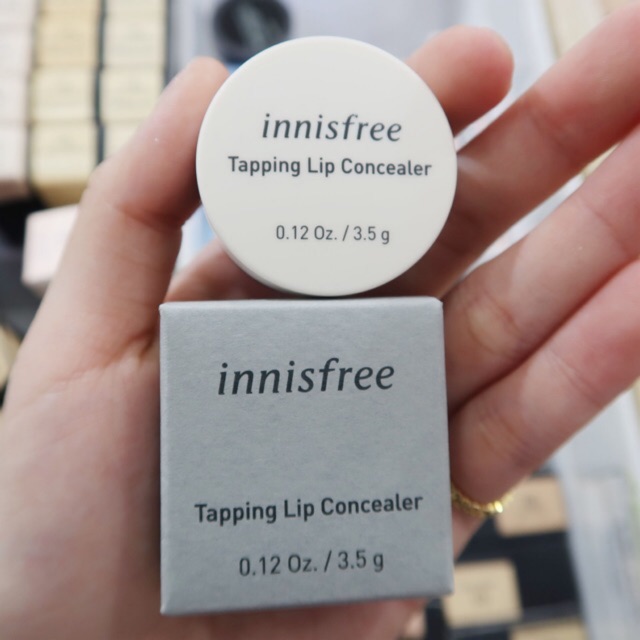 innisfree
Tapping Lip Concealer
0.12 Oz. / 3.5 g
innisfree
Tapping Lip Concealer
0.12 Oz. / 3.5 g